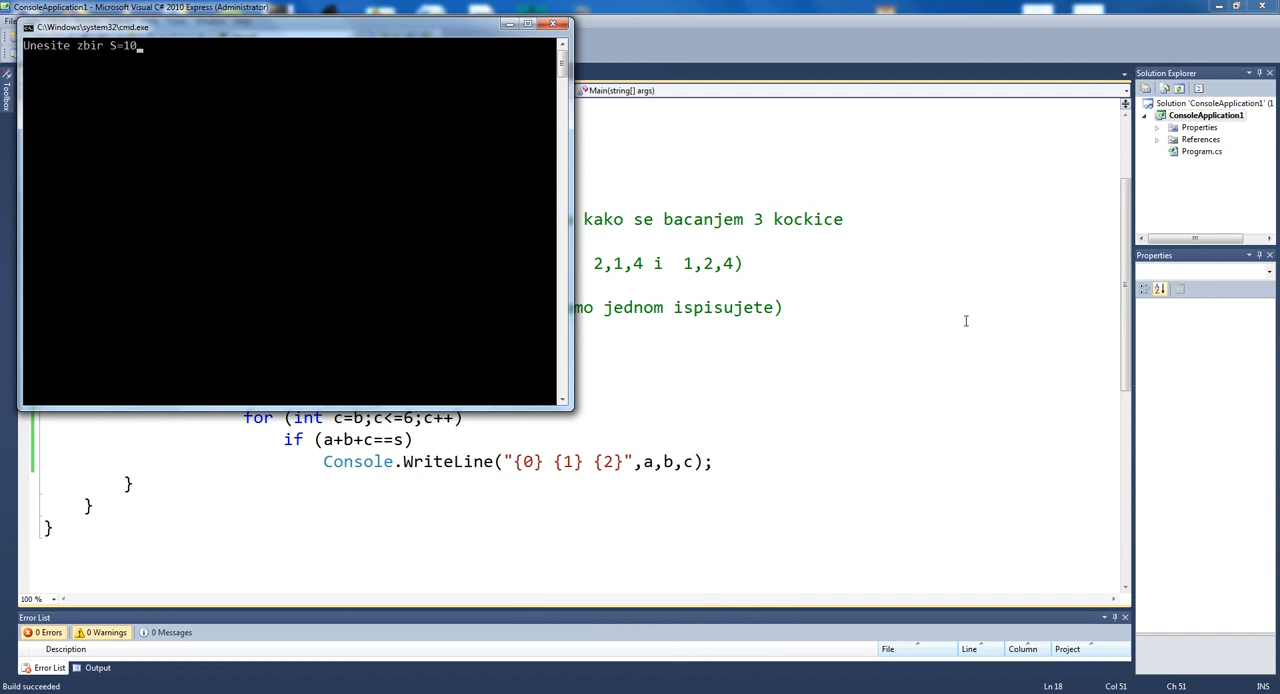 ConsoleApplication1 - Microsoft Visual C# 2010 Express (Administrator)
C:\Windows\system32\cmd.exe
Unesite zbir S=10_
Toolbox
Main(string[] args)
kako se bacanjem 3 kockice
2,1,4 i  1,2,4)
mo jednom ispisujete)
for (int c=b;c<=6;c++)
if (a+b+c==s)
Console.WriteLine("{0} {1} {2}",a,b,c);
}
}
}
100 %
Solution Explorer
Solution 'ConsoleApplication1' (1
ConsoleApplication1
Properties
References
Program.cs
Properties
Error List
0 Errors
0 Warnings
0 Messages
Description
File
Line
Column
Project
Error List
Output
Build succeeded
Ln 18
Col 51
Ch 51
INS